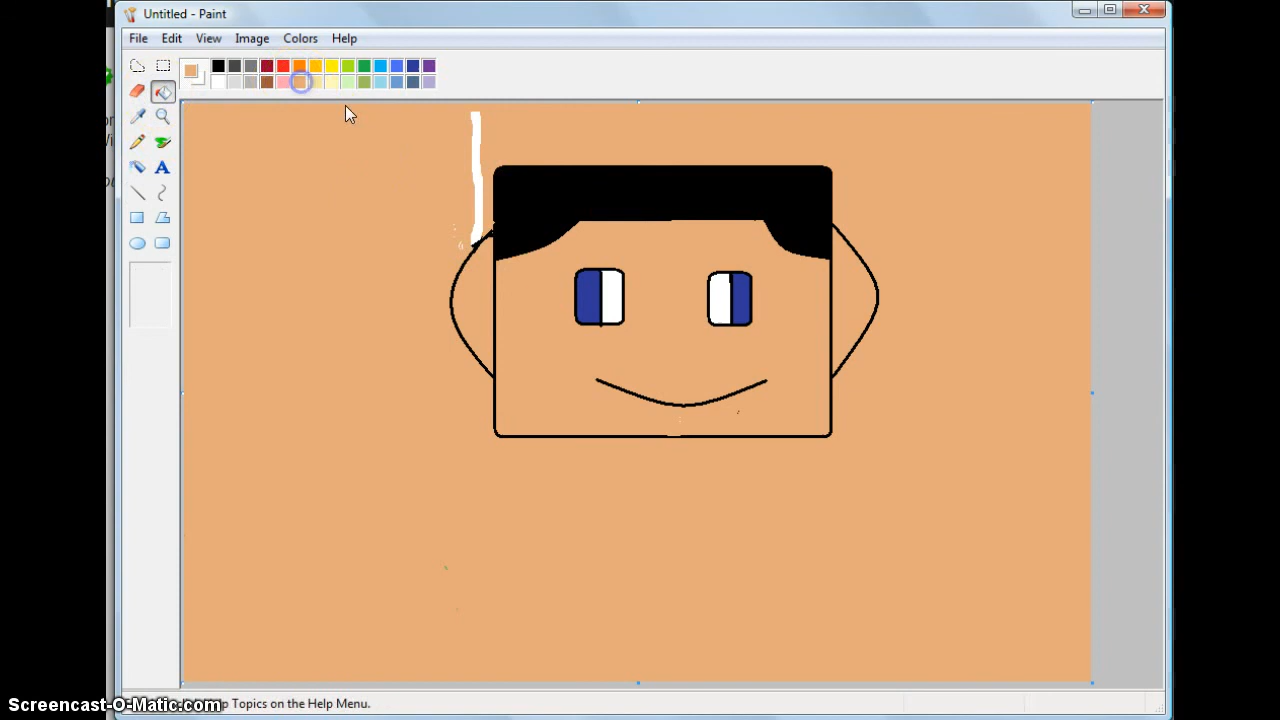 Untitled - Paint
File Edit View Image Colors Help
A
p Topics on the Help Menu.
Screencast-O-Matic.com